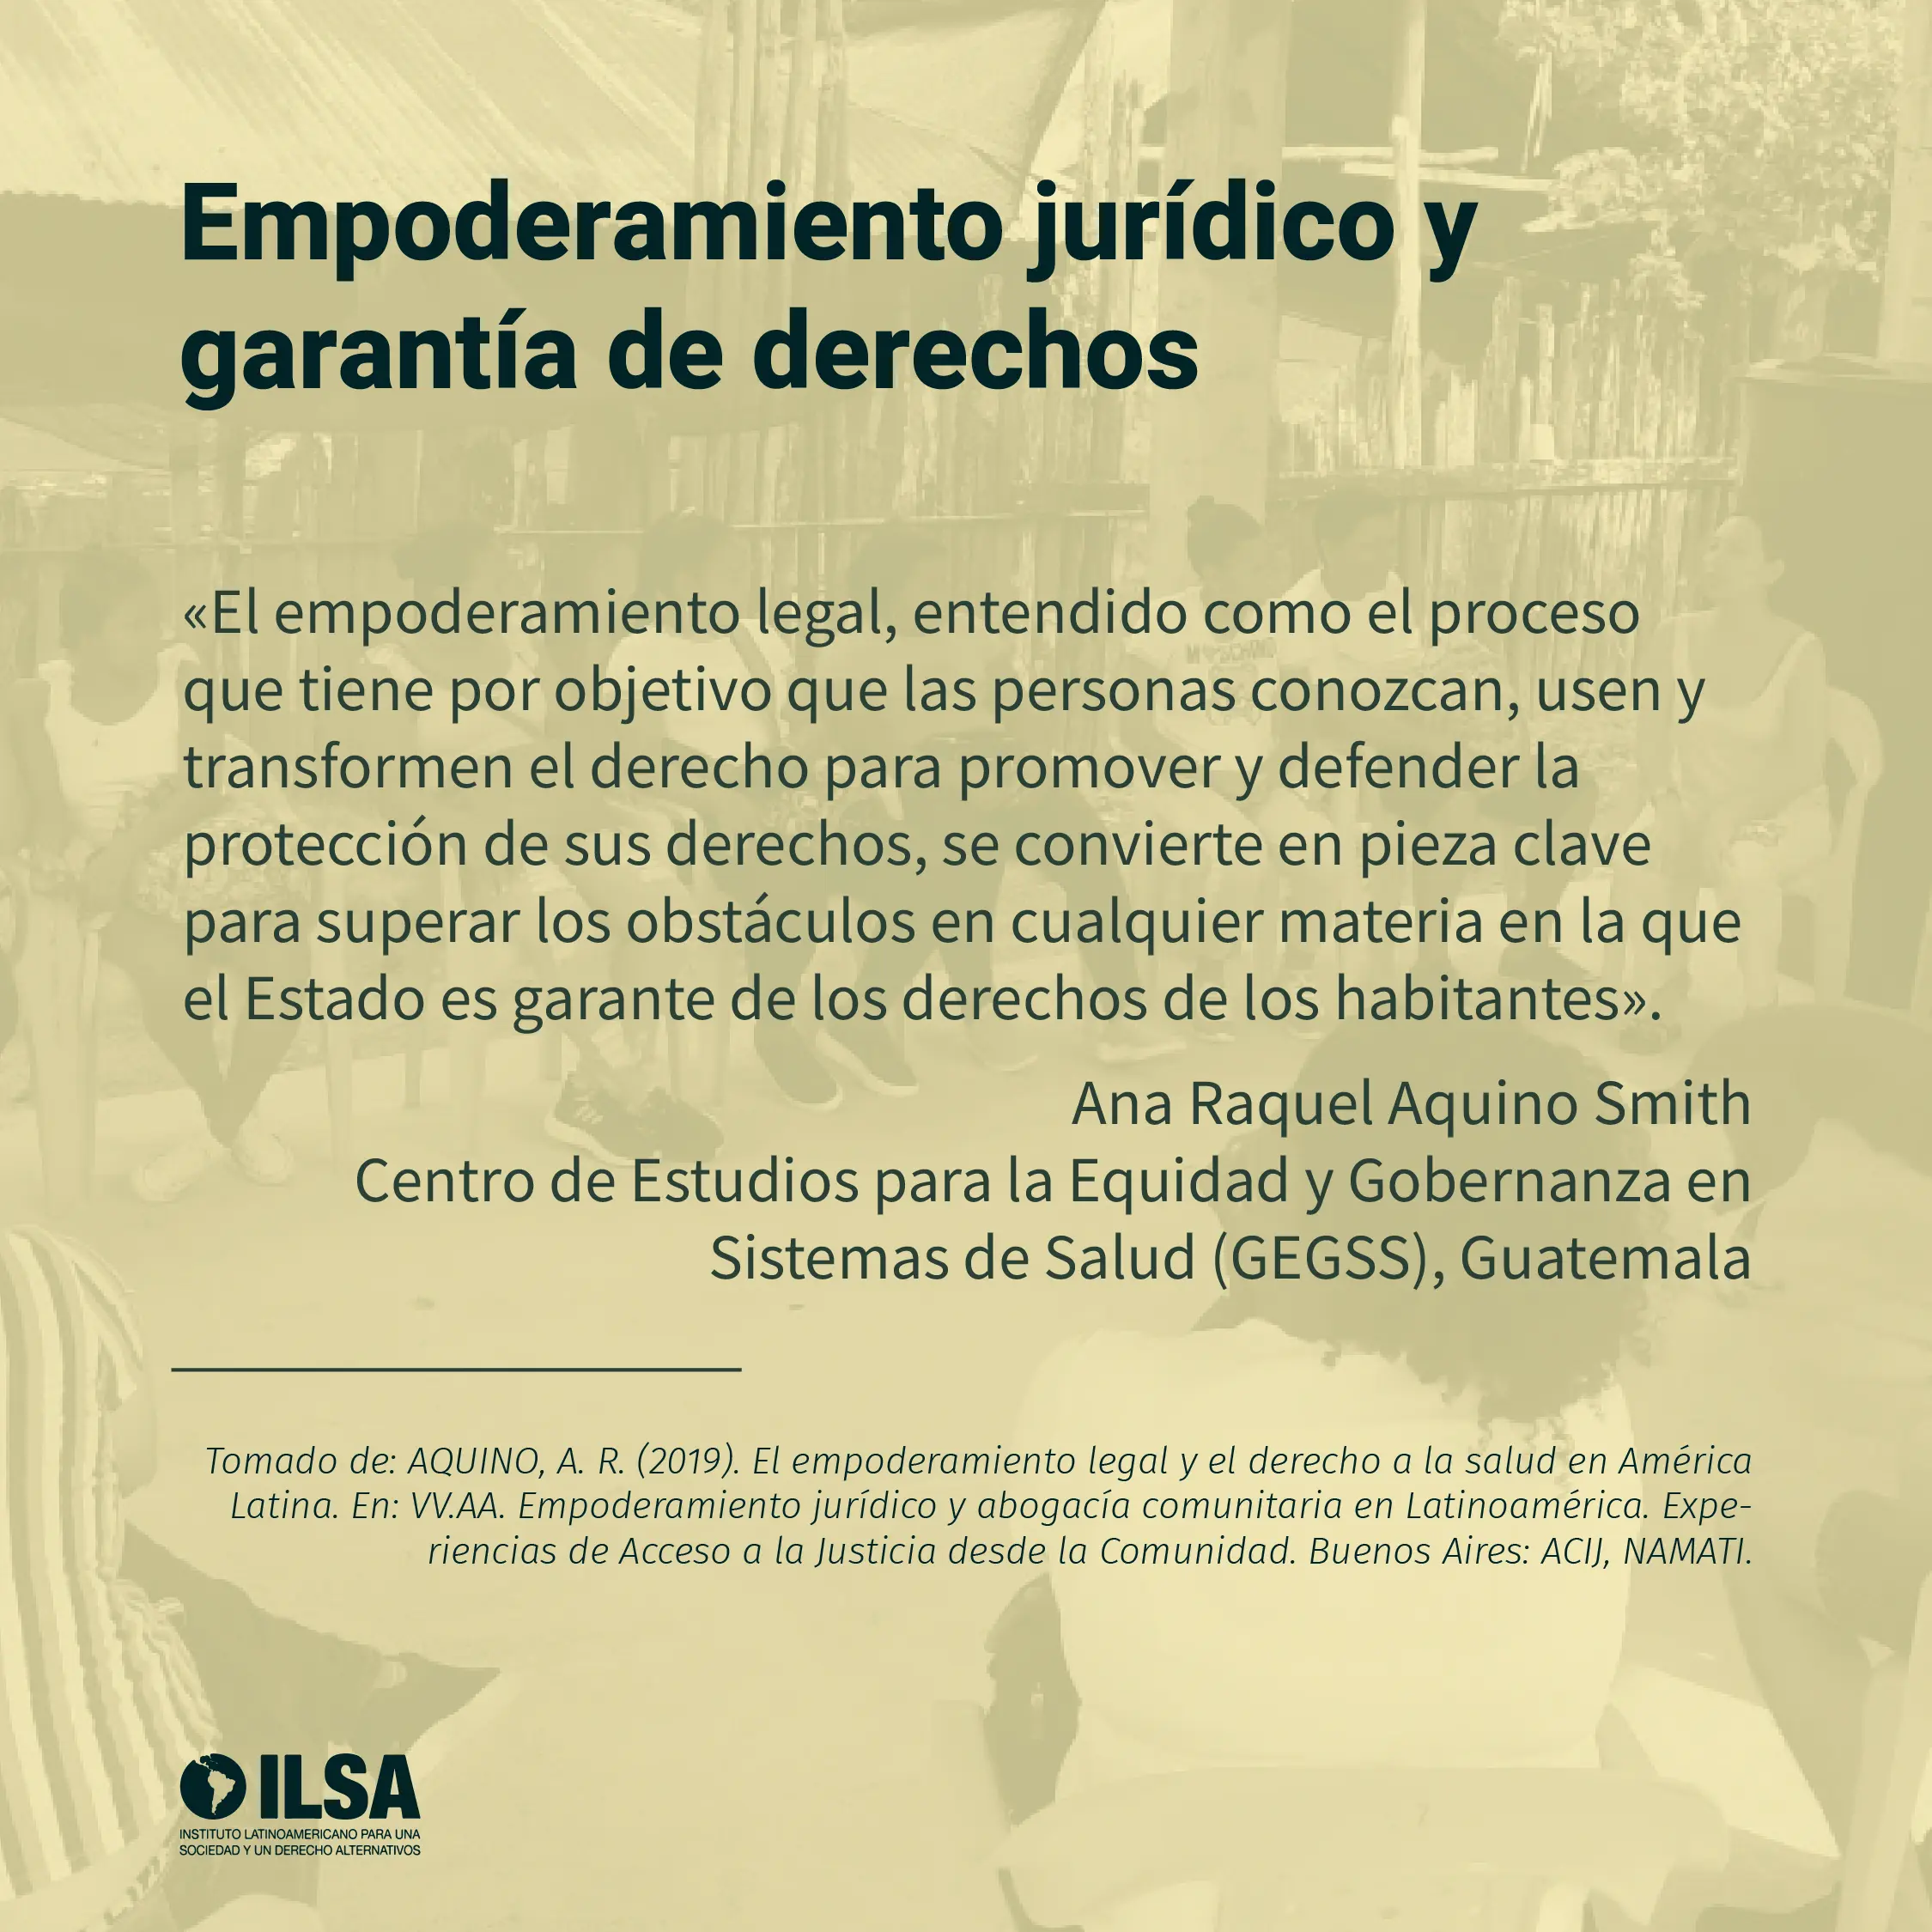 Empoderamiento jurídico y
garantía de derechos
«El empoderamiento legal, entendido como el proceso
que tiene por objetivo que las personas conozcan, usen y
transformen el derecho para promover y defender la
protección de sus derechos, se convierte en pieza clave
para superar los obstáculos en cualquier materia en la que
el Estado es garante de los derechos de los habitantes».
Ana Raquel Aquino Smith
Centro de Estudios para la Equidad y Gobernanza en
Sistemas de Salud (GEGSS), Guatemala
Tomado de: AQUINO, A. R. (2019). El empoderamiento legal y el derecho a la salud en América
Latina. En: VV.AA. Empoderamiento jurídico y abogacía comunitaria en Latinoamérica. Expe-
riencias de Acceso a la Justicia desde la Comunidad. Buenos Aires: ACIJ, NAMATI.
ILSA
INSTITUTO LATINOAMERICANO PARA UNA
SOCIEDAD Y UN DERECHO ALTERNATIVOS